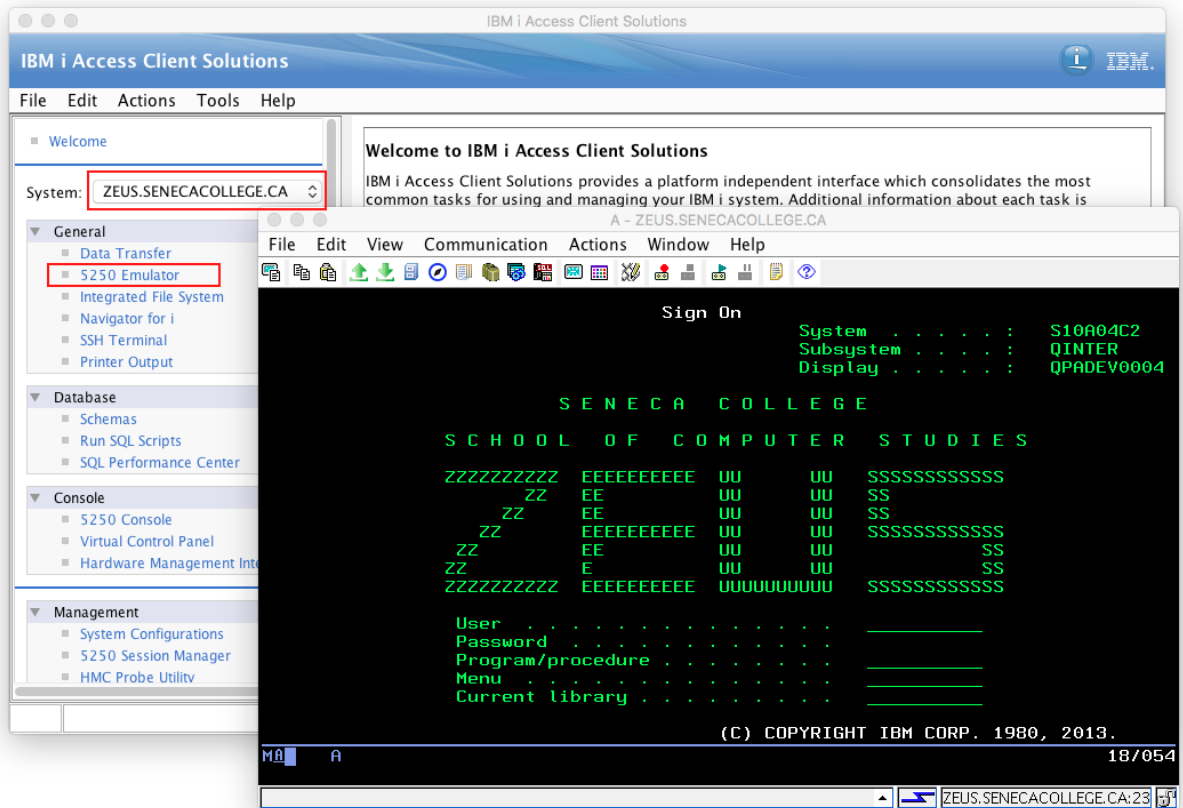 IBM i Access Client Solutions
IBM i Access Client Solutions
IBM.
File Edit Actions Tools Help
Welcome
System: ZEUS.SENECACOLLEGE.CA
General
Data Transfer
5250 Emulator
Integrated File System
Navigator for i
SSH Terminal
Printer Output
Database
Schemas
Run SQL Scripts
SQL Performance Center
Console
5250 Console
Virtual Control Panel
Hardware Management Inte
Management
System Configurations
5250 Session Manager
HMC Probe Utility
Welcome to IBM i Access Client Solutions
IBM i Access Client Solutions provides a platform independent interface which consolidates the most
common tasks for using and managing your IBM i system. Additional information about each task is
A - ZEUS.SENECACOLLEGE.CA
File Edit View Communication Actions Window Help
Sign On
System . . . . . : S10A04C2
Subsystem . . . . : QINTER
Display . . . . . : QPADEV0004
S E N E C A C O L L E G E
S C H O O L O F C O M P U T E R S T U D I E S
ZZZZZZZZZZ EEEEEEEEEE UU UU SSSSSSSSSSSS
ZZ EE UU UU SS
ZZ EE UU UU SS
ZZ EEEEEEEEEE UU UU SSSSSSSSSSSS
ZZ EE UU UU SS
ZZ E UU UU SS
ZZZZZZZZZZ EEEEEEEEEE UUUUUUUUUU SSSSSSSSSSSS
User . . . . . . . . . . . . . .
Password . . . . . . . . . . . .
Program/procedure . . . . . . . .
Menu . . . . . . . . . . . . . .
Current library . . . . . . . . .
(C) COPYRIGHT IBM CORP. 1980, 2013.
MA A 18/054
ZEUS.SENECACOLLEGE.CA:23